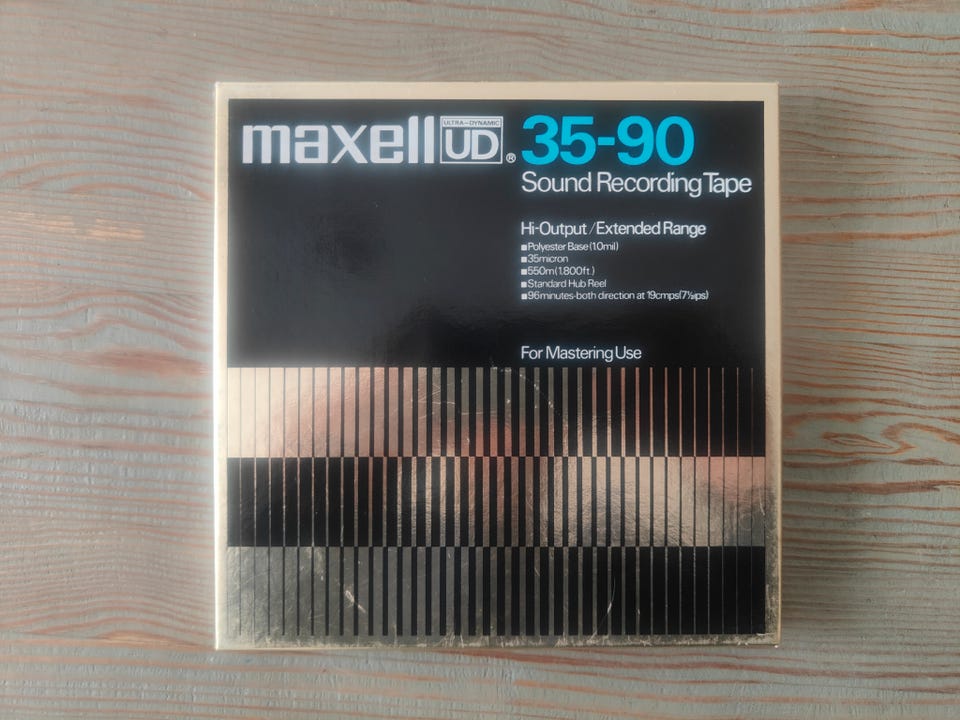 maxell ULTRA-DYNAMIC UD® 35-90
Sound Recording Tape
Hi-Output/Extended Range
■Polyester Base(1.0mil)
■35micron
■550m(1.800ft.)
■Standard Hub Reel
■96minutes-both direction at 19cmps(7½ips)
For Mastering Use